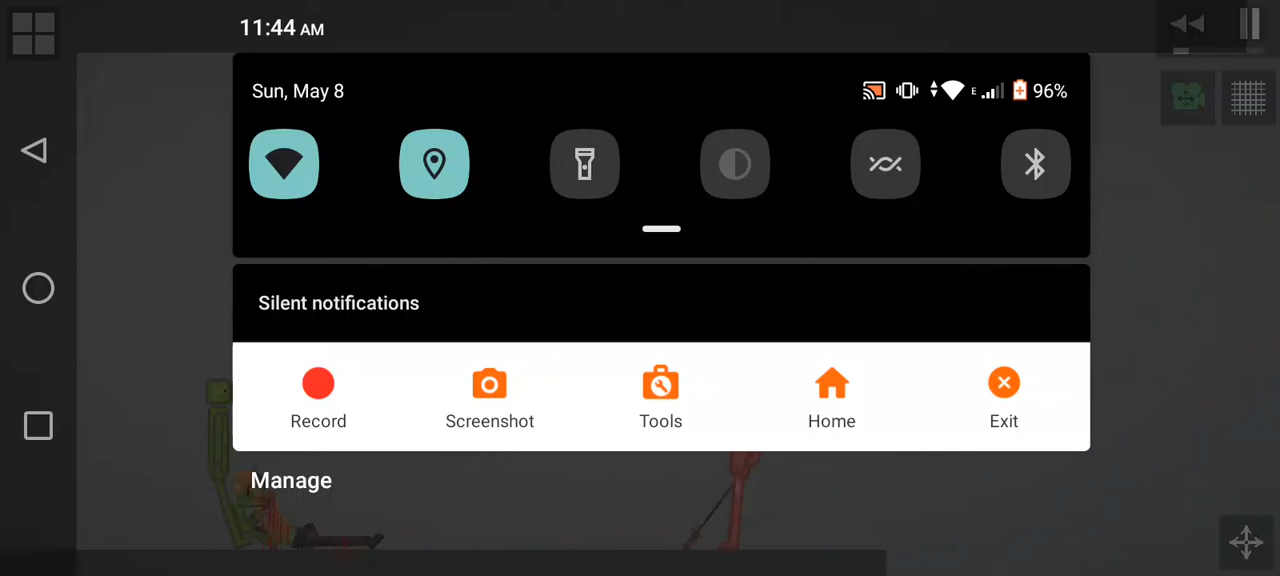 11:44 AM
Sun, May 8
E
96%
Silent notifications
Record
Screenshot
Tools
Home
Exit
Manage